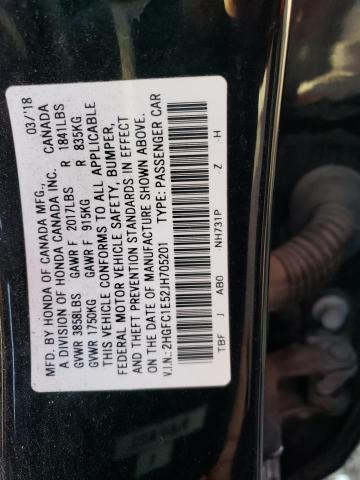 MFD. BY HONDA OF CANADA MFG., 03/18
A DIVISION OF HONDA CANADA INC. CANADA
GVWR 3858LBS GAWR F 2017LBS R 1841LBS
GVWR 1750KG GAWR F 915KG R 835KG
THIS VEHICLE CONFORMS TO ALL APPLICABLE
FEDERAL MOTOR VEHICLE SAFETY, BUMPER,
AND THEFT PREVENTION STANDARDS IN EFFECT
ON THE DATE OF MANUFACTURE SHOWN ABOVE.
V.I.N.: 2HGFC1E52JH705201 TYPE: PASSENGER CAR
TBF J AB0 NH731P Z H